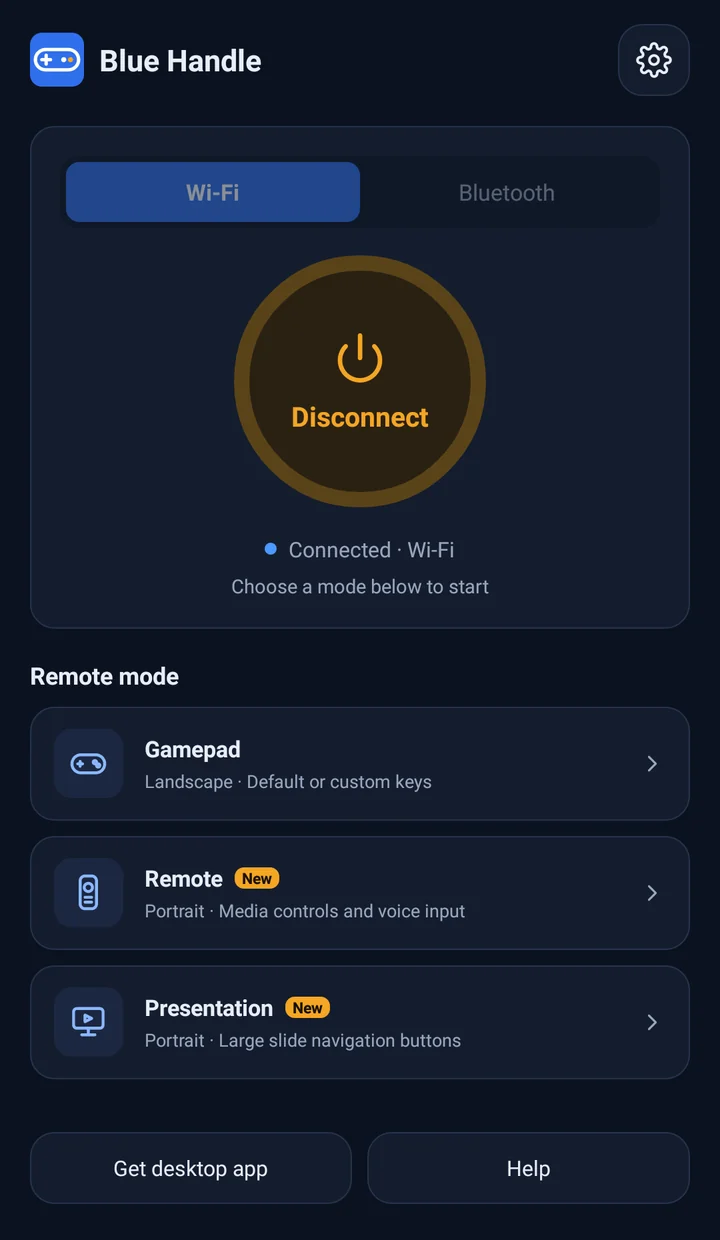 Blue Handle
Wi-Fi
Bluetooth
Disconnect
Connected · Wi-Fi
Choose a mode below to start
Remote mode
Gamepad
Landscape · Default or custom keys
Remote New
Portrait · Media controls and voice input
Presentation New
Portrait · Large slide navigation buttons
Get desktop app
Help